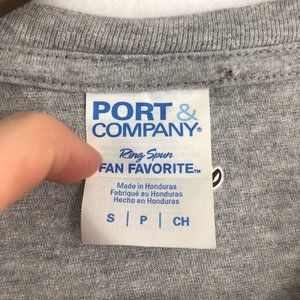 PORT &
COMPANY®
Ring Spun
FAN FAVORITE™
Made in Honduras
Fabriqué au Honduras
Hecho en Honduras
S | P | CH